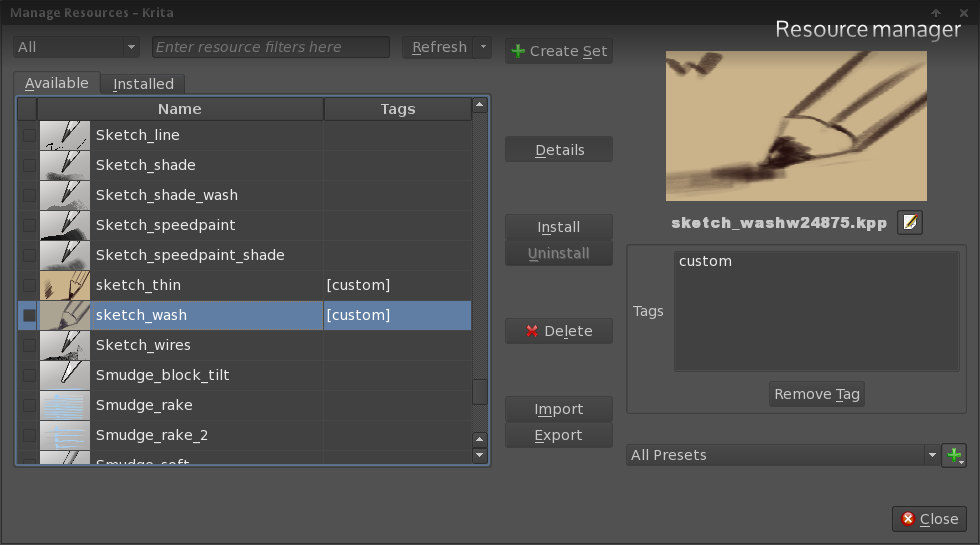 Manage Resources – Krita
Resource manager
All
Enter resource filters here
Refresh
Create Set
Available
Installed
Name
Tags
Sketch_line
Sketch_shade
Sketch_shade_wash
Sketch_speedpaint
Sketch_speedpaint_shade
sketch_thin
[custom]
sketch_wash
[custom]
Sketch_wires
Smudge_block_tilt
Smudge_rake
Smudge_rake_2
Smudge_soft
Details
Install
Uninstall
Delete
Import
Export
sketch_washw24875.kpp
Tags
custom
Remove Tag
All Presets
Close